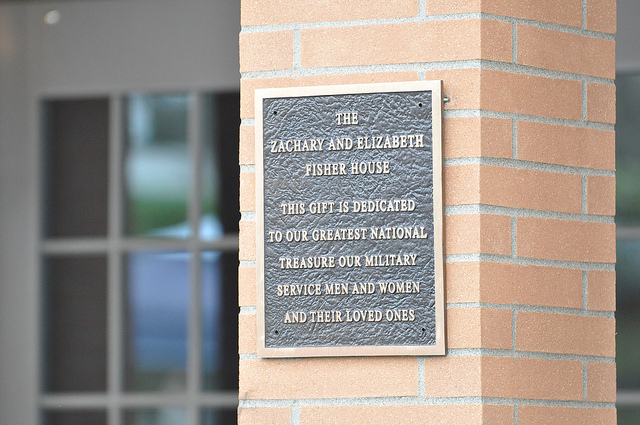 THE
ZACHARY AND ELIZABETH
FISHER HOUSE
THIS GIFT IS DEDICATED
TO OUR GREATEST NATIONAL
TREASURE OUR MILITARY
SERVICE MEN AND WOMEN
AND THEIR LOVED ONES